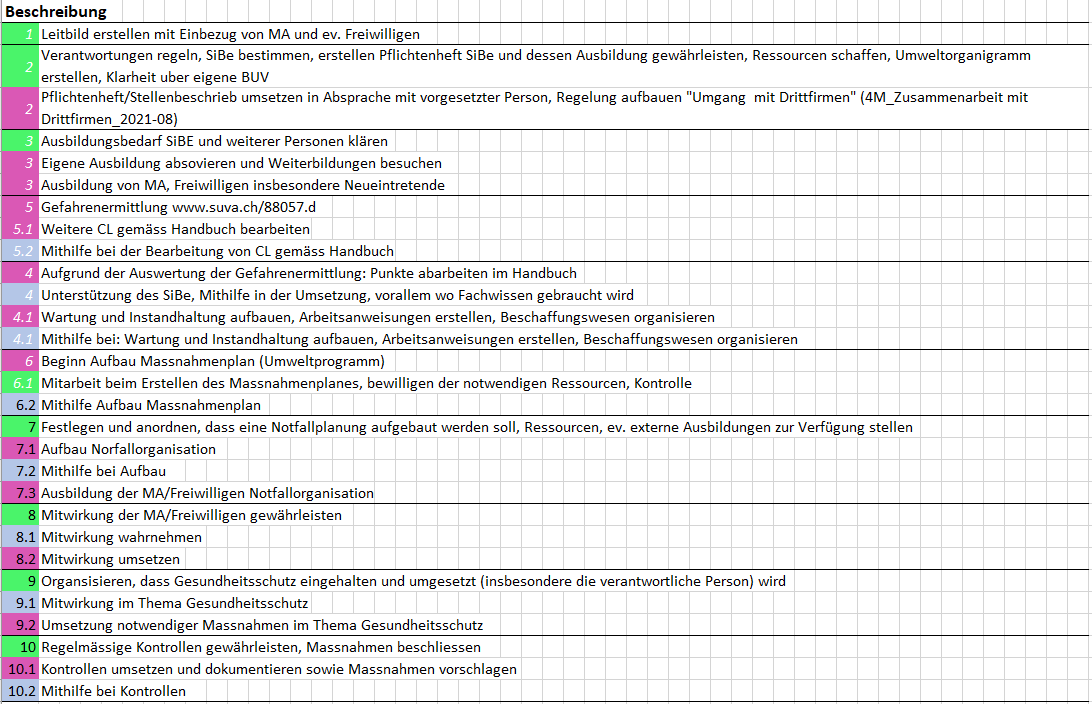 Beschreibung
1 Leitbild erstellen mit Einbezug von MA und ev. Freiwilligen
2 Verantwortungen regeln, SiBe bestimmen, erstellen Pflichtenheft SiBe und dessen Ausbildung gewährleisten, Ressourcen schaffen, Umweltorganigramm
erstellen, Klarheit uber eigene BUV
2 Pflichtenheft/Stellenbeschrieb umsetzen in Absprache mit vorgesetzter Person, Regelung aufbauen "Umgang  mit Drittfirmen" (4M_Zusammenarbeit mit
Drittfirmen_2021-08)
3 Ausbildungsbedarf SiBE und weiterer Personen klären
3 Eigene Ausbildung absovieren und Weiterbildungen besuchen
3 Ausbildung von MA, Freiwilligen insbesondere Neueintretende
5 Gefahrenermittlung www.suva.ch/88057.d
5.1 Weitere CL gemäss Handbuch bearbeiten
5.2 Mithilfe bei der Bearbeitung von CL gemäss Handbuch
4 Aufgrund der Auswertung der Gefahrenermittlung: Punkte abarbeiten im Handbuch
4 Unterstützung des SiBe, Mithilfe in der Umsetzung, vorallem wo Fachwissen gebraucht wird
4.1 Wartung und Instandhaltung aufbauen, Arbeitsanweisungen erstellen, Beschaffungswesen organisieren
4.1 Mithilfe bei: Wartung und Instandhaltung aufbauen, Arbeitsanweisungen erstellen, Beschaffungswesen organisieren
6 Beginn Aufbau Massnahmenplan (Umweltprogramm)
6.1 Mitarbeit beim Erstellen des Massnahmenplanes, bewilligen der notwendigen Ressourcen, Kontrolle
6.2 Mithilfe Aufbau Massnahmenplan
7 Festlegen und anordnen, dass eine Notfallplanung aufgebaut werden soll, Ressourcen, ev. externe Ausbildungen zur Verfügung stellen
7.1 Aufbau Norfallorganisation
7.2 Mithilfe bei Aufbau
7.3 Ausbildung der MA/Freiwilligen Notfallorganisation
8 Mitwirkung der MA/Freiwilligen gewährleisten
8.1 Mitwirkung wahrnehmen
8.2 Mitwirkung umsetzen
9 Organsisieren, dass Gesundheitsschutz eingehalten und umgesetzt (insbesondere die verantwortliche Person) wird
9.1 Mitwirkung im Thema Gesundheitsschutz
9.2 Umsetzung notwendiger Massnahmen im Thema Gesundheitsschutz
10 Regelmässige Kontrollen gewährleisten, Massnahmen beschliessen
10.1 Kontrollen umsetzen und dokumentieren sowie Massnahmen vorschlagen
10.2 Mithilfe bei Kontrollen